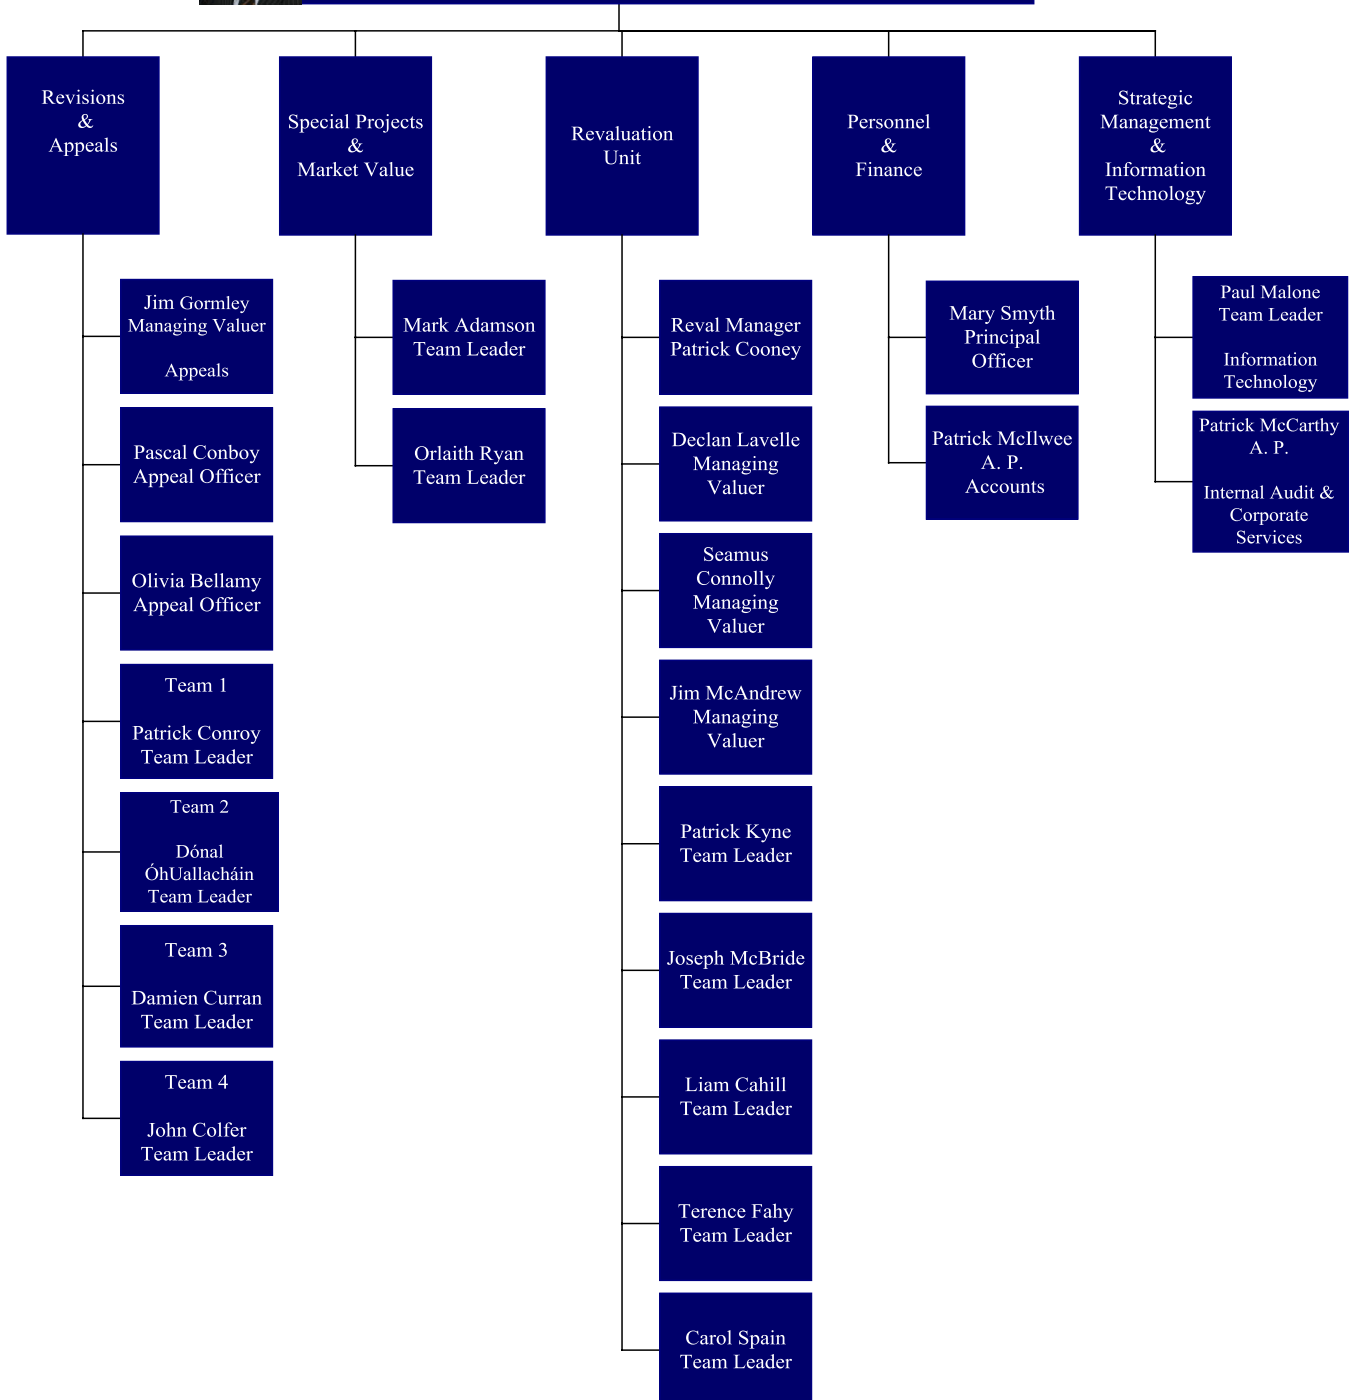 Revisions
&
Appeals
Special Projects
&
Market Value
Revaluation
Unit
Personnel
&
Finance
Strategic
Management
&
Information
Technology
Jim Gormley
Managing Valuer
Appeals
Pascal Conboy
Appeal Officer
Olivia Bellamy
Appeal Officer
Team 1
Patrick Conroy
Team Leader
Team 2
Dónal
ÓhUallacháin
Team Leader
Team 3
Damien Curran
Team Leader
Team 4
John Colfer
Team Leader
Mark Adamson
Team Leader
Orlaith Ryan
Team Leader
Reval Manager
Patrick Cooney
Declan Lavelle
Managing
Valuer
Seamus
Connolly
Managing
Valuer
Jim McAndrew
Managing
Valuer
Patrick Kyne
Team Leader
Joseph McBride
Team Leader
Liam Cahill
Team Leader
Terence Fahy
Team Leader
Carol Spain
Team Leader
Mary Smyth
Principal
Officer
Patrick McIlwee
A. P.
Accounts
Paul Malone
Team Leader
Information
Technology
Patrick McCarthy
A. P.
Internal Audit &
Corporate
Services